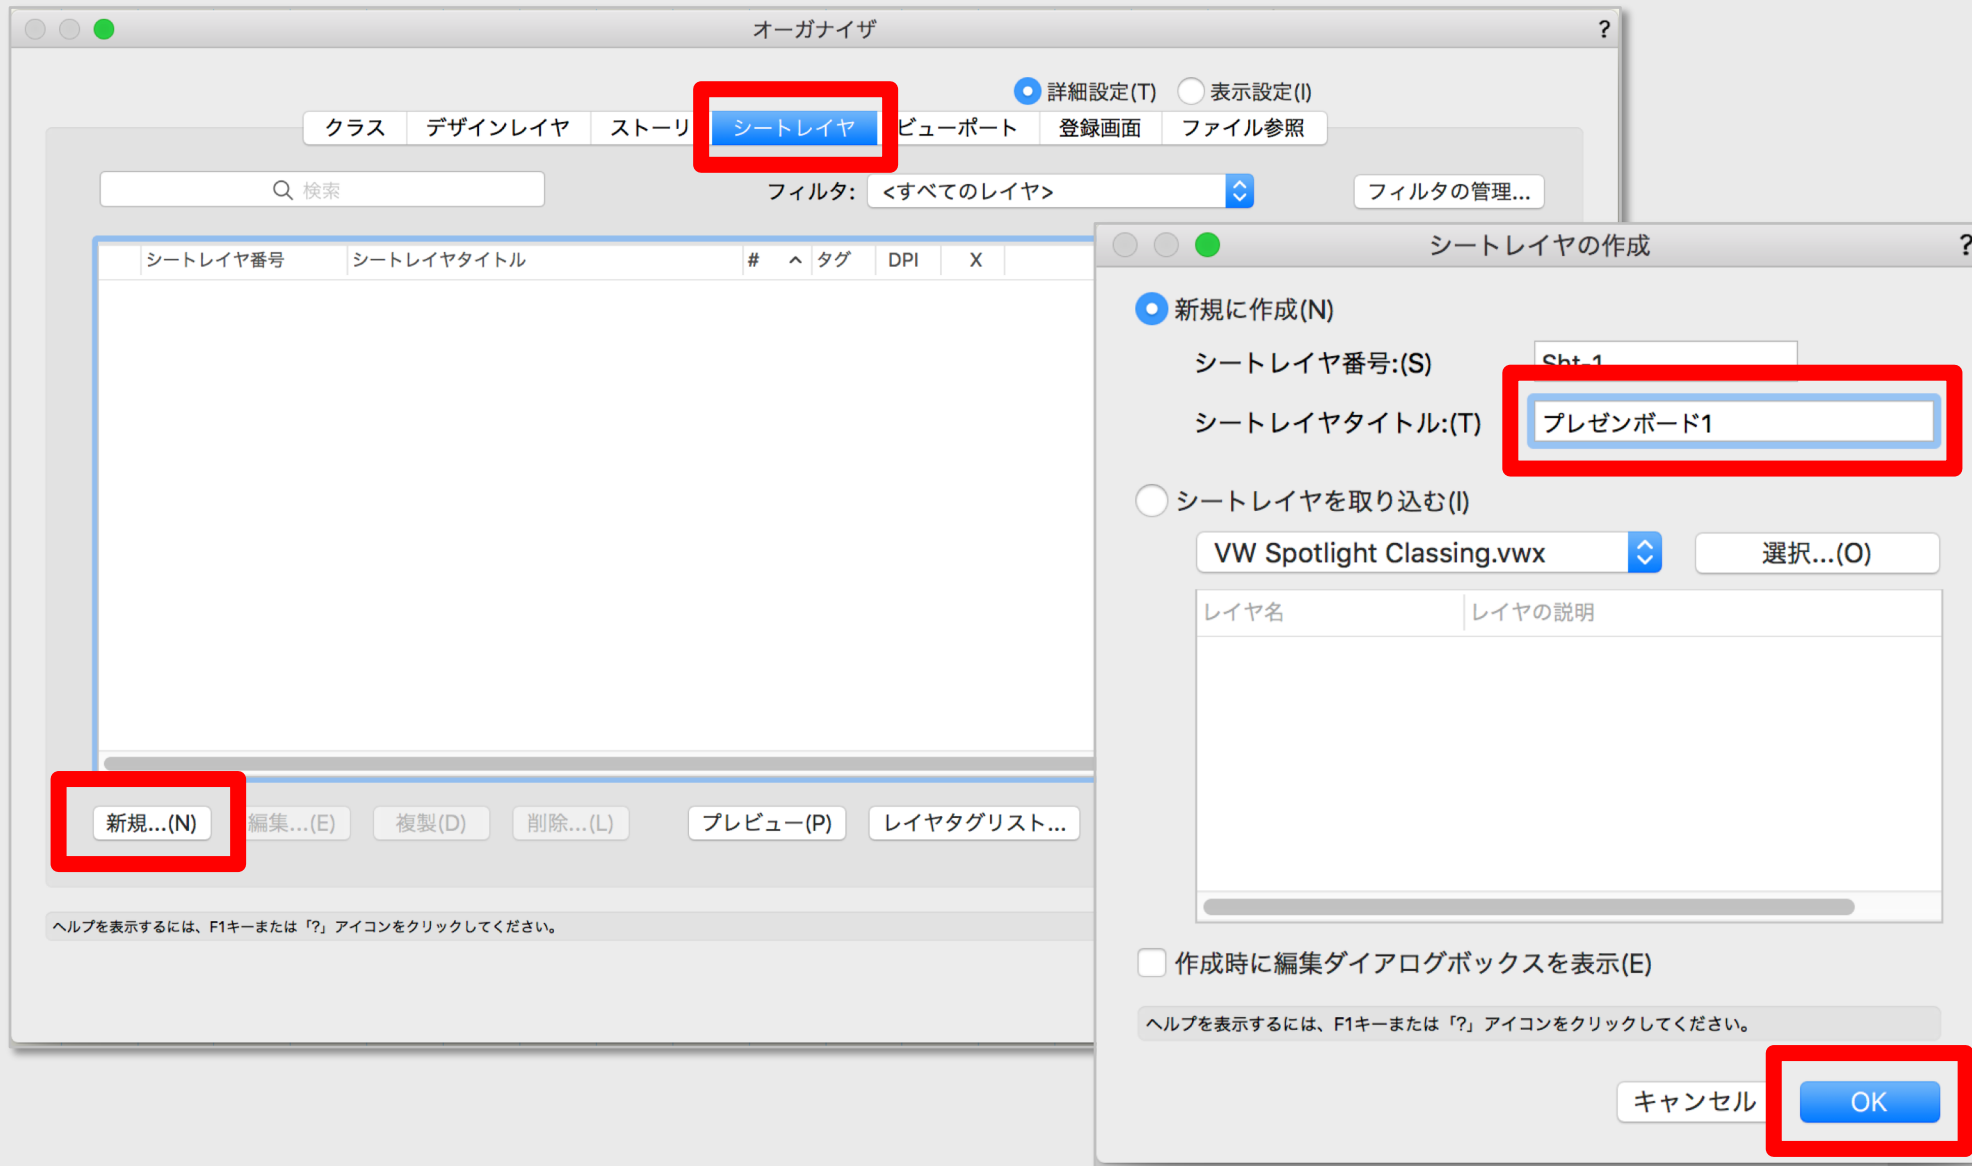 オーガナイザ
?
詳細設定(T) 表示設定(I)
クラス デザインレイヤ ストーリ シートレイヤ ビューポート 登録画面 ファイル参照
検索
フィルタ: <すべてのレイヤ> フィルタの管理...
シートレイヤ番号 シートレイヤタイトル # タグ DPI X
新規...(N) 編集...(E) 複製(D) 削除...(L) プレビュー(P) レイヤタグリスト...
ヘルプを表示するには、F1キーまたは「?」アイコンをクリックしてください。
シートレイヤの作成
?
新規に作成(N)
シートレイヤ番号:(S) Sht-1
シートレイヤタイトル:(T) プレゼンボード1
シートレイヤを取り込む(I)
VW Spotlight Classing.vwx 選択...(O)
レイヤ名 レイヤの説明
作成時に編集ダイアログボックスを表示(E)
ヘルプを表示するには、F1キーまたは「?」アイコンをクリックしてください。
キャンセル OK